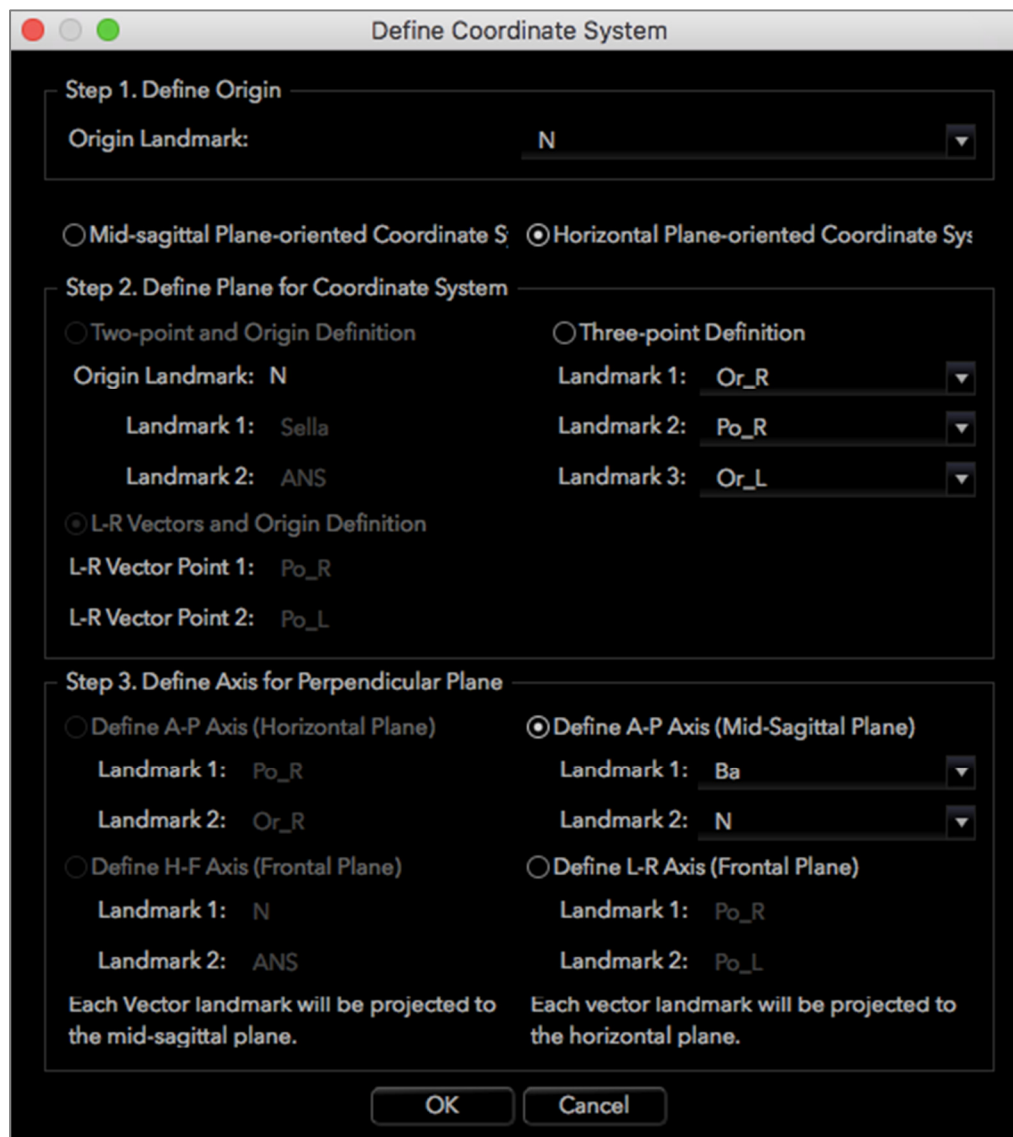 Define Coordinate System
Step 1. Define Origin
Origin Landmark: N
Mid-sagittal Plane-oriented Coordinate S Horizontal Plane-oriented Coordinate Sys
Step 2. Define Plane for Coordinate System
Two-point and Origin Definition Three-point Definition
Origin Landmark: N Landmark 1: Or_R
Landmark 1: Sella Landmark 2: Po_R
Landmark 2: ANS Landmark 3: Or_L
L-R Vectors and Origin Definition
L-R Vector Point 1: Po_R
L-R Vector Point 2: Po_L
Step 3. Define Axis for Perpendicular Plane
Define A-P Axis (Horizontal Plane) Define A-P Axis (Mid-Sagittal Plane)
Landmark 1: Po_R Landmark 1: Ba
Landmark 2: Or_R Landmark 2: N
Define H-F Axis (Frontal Plane) Define L-R Axis (Frontal Plane)
Landmark 1: N Landmark 1: Po_R
Landmark 2: ANS Landmark 2: Po_L
Each Vector landmark will be projected to Each vector landmark will be projected to
the mid-sagittal plane. the horizontal plane.
OK Cancel